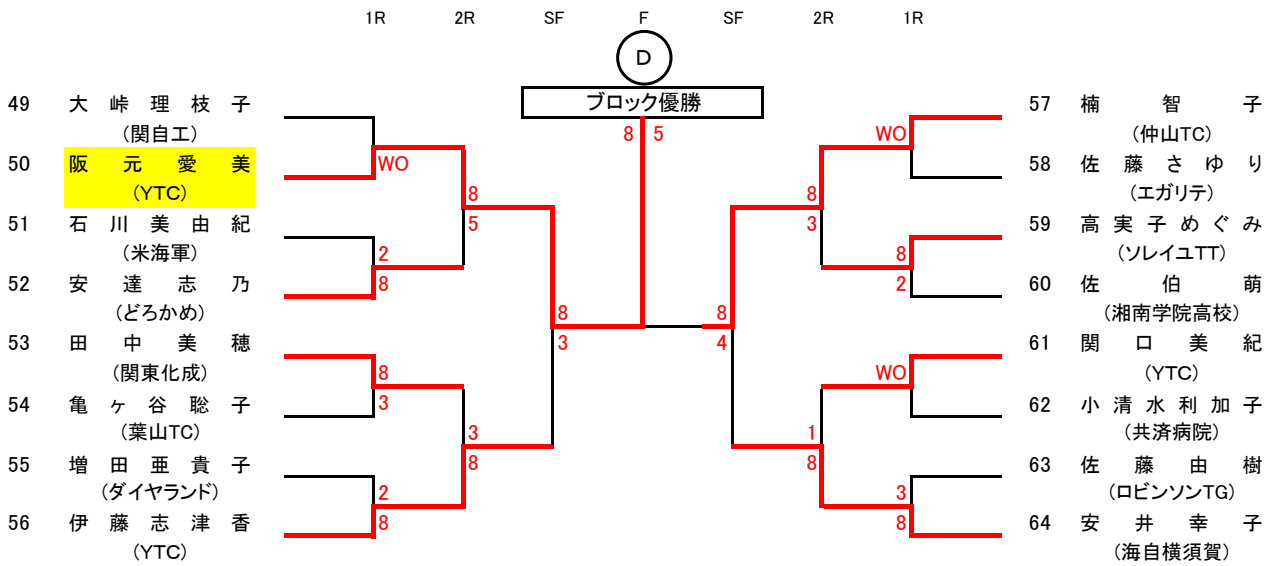 1R 2R SF F SF 2R 1R
D
ブロック優勝
8 5
49 大峠理枝子
(関自工)
50 阪元愛美
(YTC)
WO
51 石川美由紀
(米海軍)
8
5
2
8
52 安達志乃
(どろかめ)
8
3
53 田中美穂
(関東化成)
8
3
54 亀ヶ谷聡子
(葉山TC)
3
8
55 増田亜貴子
(ダイヤランド)
2
8
56 伊藤志津香
(YTC)
57 楠智子
(仲山TC)
WO
58 佐藤さゆり
(エガリテ)
8
3
59 高実子めぐみ
(ソレイユTT)
8
2
60 佐伯萌
(湘南学院高校)
8
4
61 関口美紀
(YTC)
WO
62 小清水利加子
(共済病院)
1
8
63 佐藤由樹
(ロビンソンTG)
3
8
64 安井幸子
(海自横須賀)